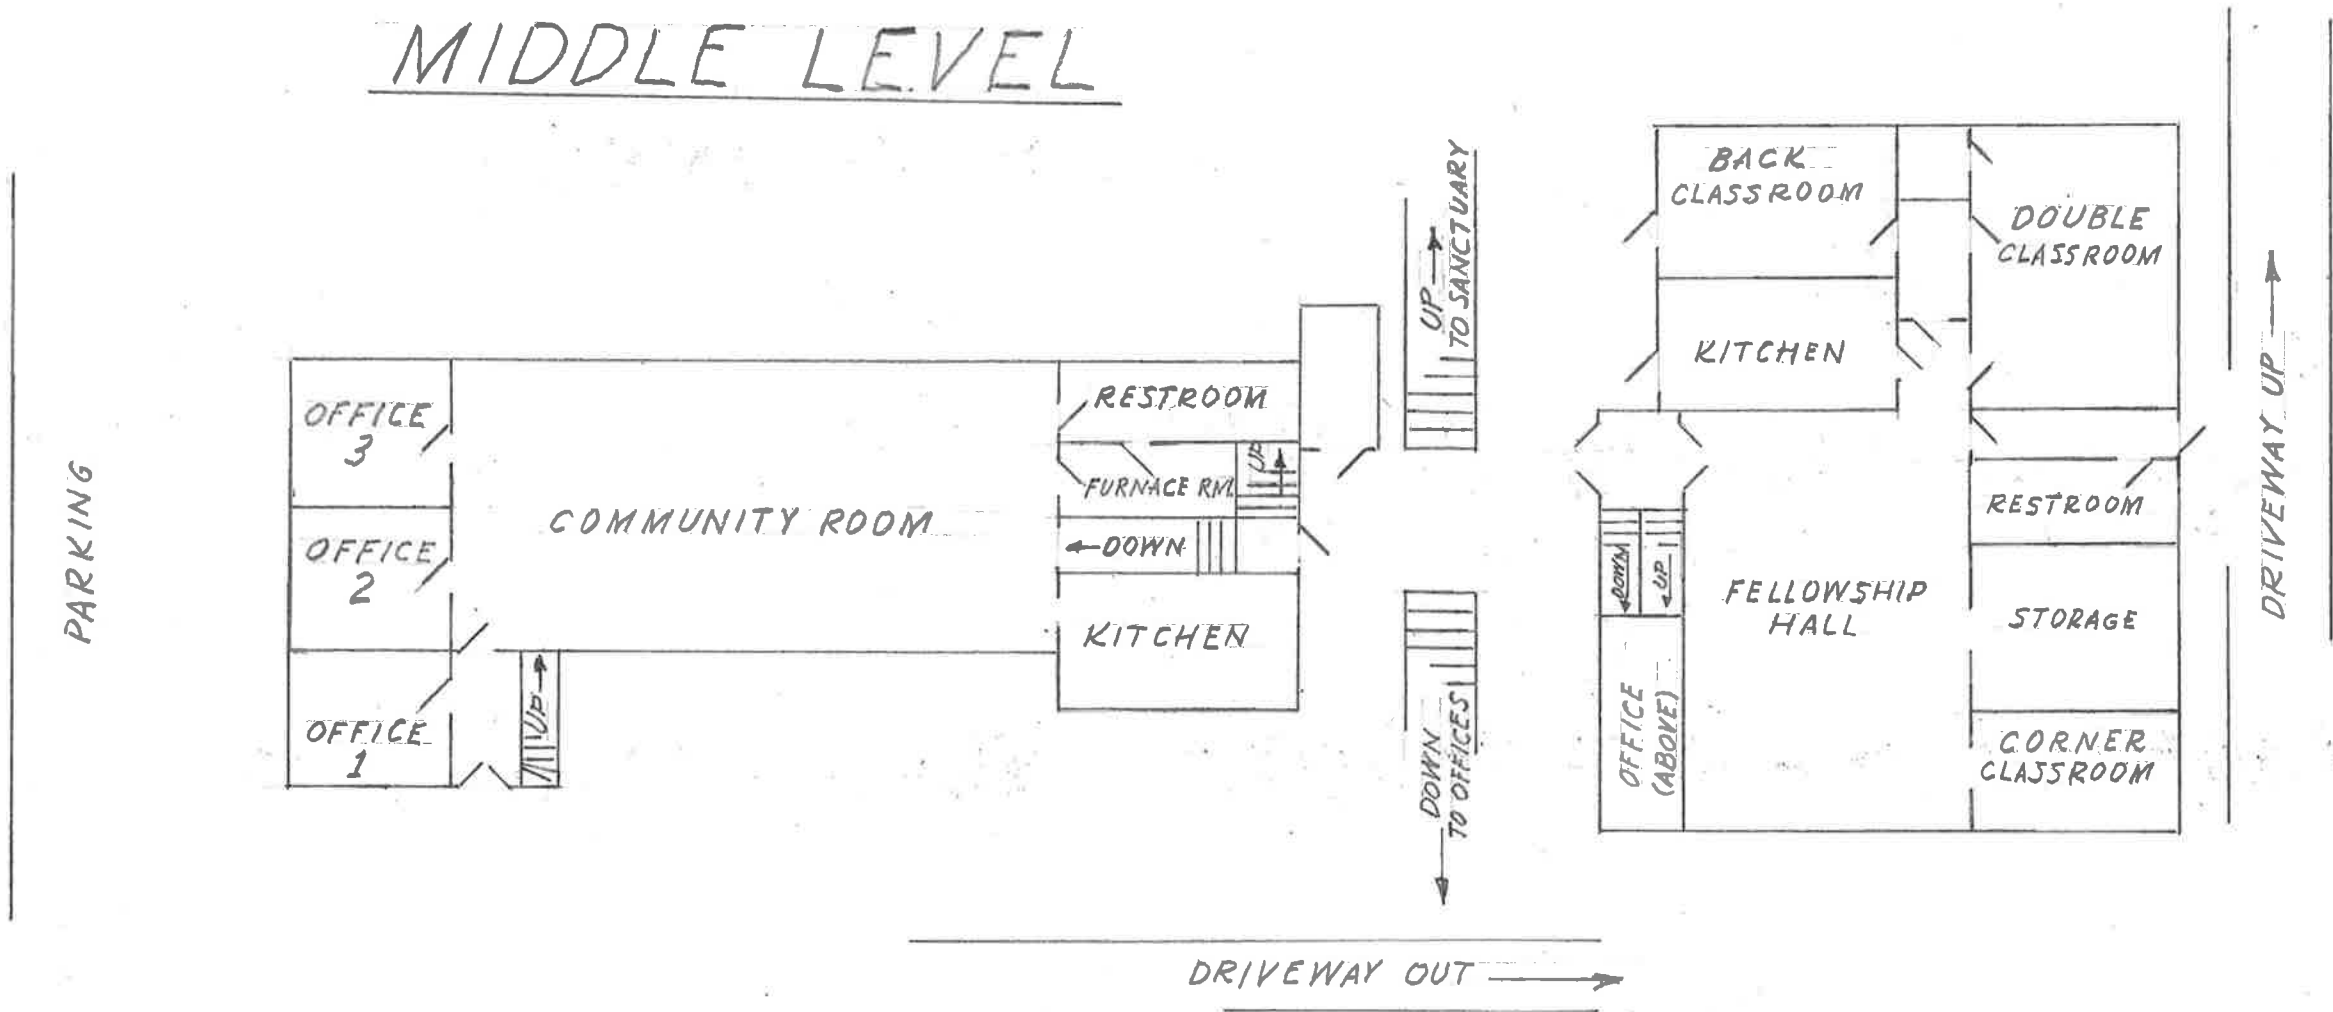 MIDDLE LEVEL
PARKING
OFFICE
3
OFFICE
2
OFFICE
1
UP
COMMUNITY ROOM
RESTROOM
FURNACE RM.
UP
DOWN
KITCHEN
UP
TO SANCTUARY
DOWN
TO OFFICES
BACK
CLASSROOM
KITCHEN
DOUBLE
CLASSROOM
DOWN
UP
OFFICE
(ABOVE)
FELLOWSHIP
HALL
RESTROOM
STORAGE
CORNER
CLASSROOM
DRIVEWAY UP
DRIVEWAY OUT